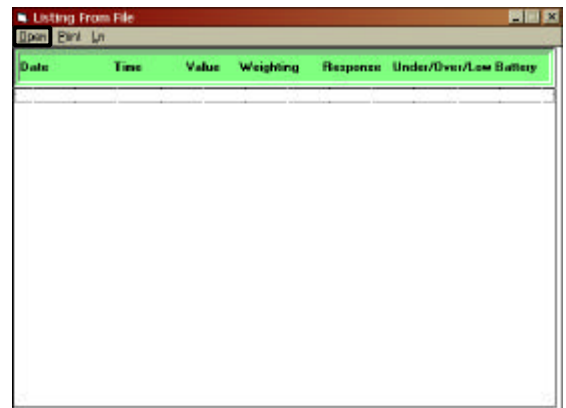 Listing From File
Open Print Ln
Date Time Value Weighting Response Under/Over/Low Battery